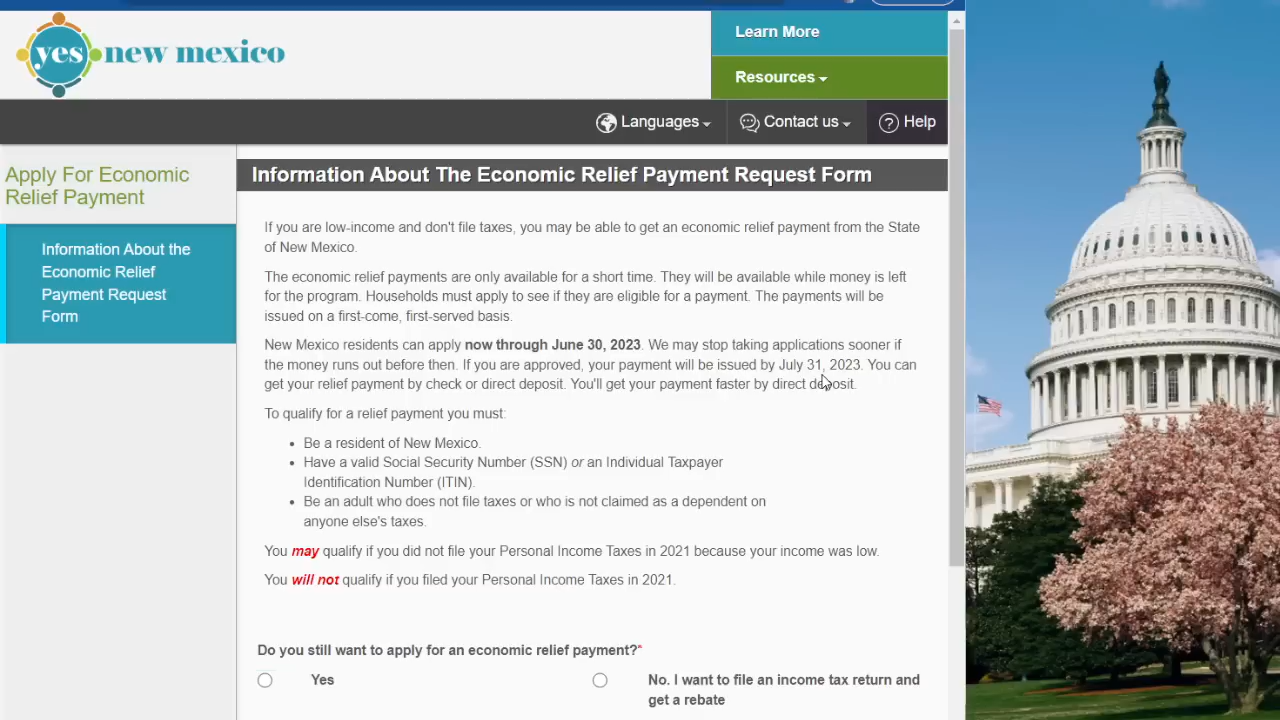 yes new mexico
Learn More
Resources
Languages
Contact us
? Help
Apply For Economic
Relief Payment
Information About the
Economic Relief
Payment Request
Form
Information About The Economic Relief Payment Request Form
If you are low-income and don't file taxes, you may be able to get an economic relief payment from the State
of New Mexico.
The economic relief payments are only available for a short time. They will be available while money is left
for the program. Households must apply to see if they are eligible for a payment. The payments will be
issued on a first-come, first-served basis.
New Mexico residents can apply now through June 30, 2023. We may stop taking applications sooner if
the money runs out before then. If you are approved, your payment will be issued by July 31, 2023. You can
get your relief payment by check or direct deposit. You'll get your payment faster by direct deposit.
To qualify for a relief payment you must:
• Be a resident of New Mexico.
• Have a valid Social Security Number (SSN) or an Individual Taxpayer
Identification Number (ITIN).
• Be an adult who does not file taxes or who is not claimed as a dependent on
anyone else's taxes.
You may qualify if you did not file your Personal Income Taxes in 2021 because your income was low.
You will not qualify if you filed your Personal Income Taxes in 2021.
Do you still want to apply for an economic relief payment?*
Yes
No. I want to file an income tax return and
get a rebate